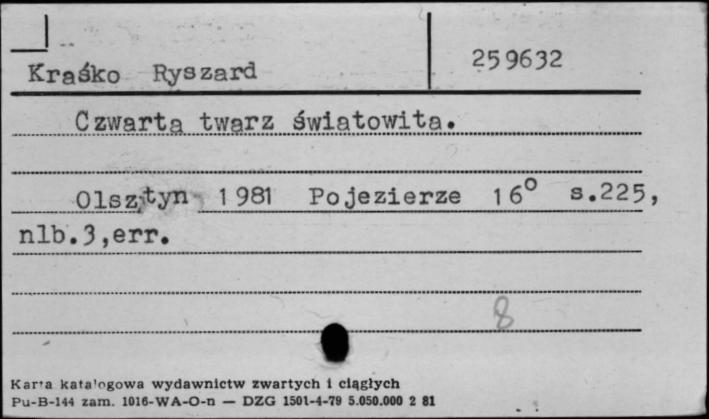 Kraśko Ryszard 259632
Czwarta twarz światowita.
Olsztyn 1981 Pojezierze 16° s.225,
nlb.3,err.
8
Karta katalogowa wydawnictw zwartych i ciągłych
Pu-B-144 zam. 1016-WA-O-n — DZG 1501-4-79 5.050.000 2 81